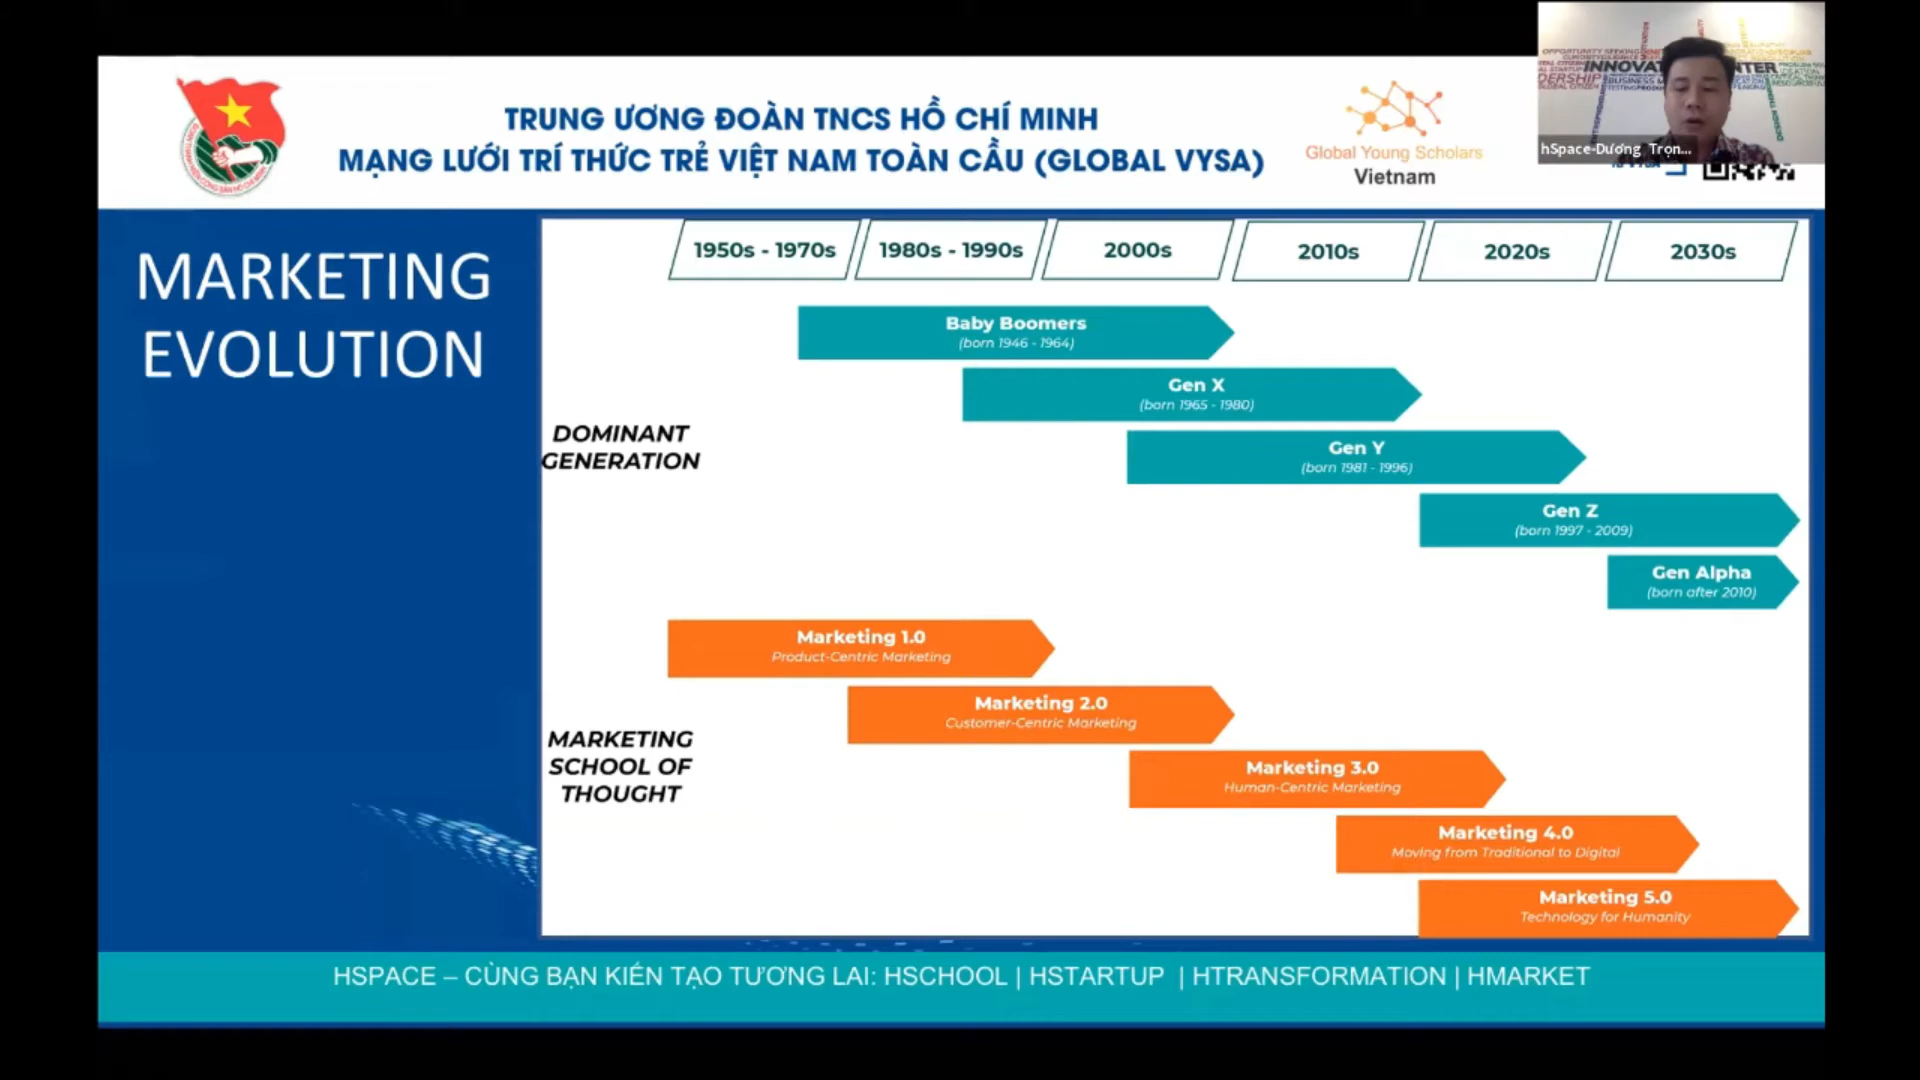 TRUNG ƯƠNG ĐOÀN TNCS HỒ CHÍ MINH
MẠNG LƯỚI TRÍ THỨC TRẺ VIỆT NAM TOÀN CẦU (GLOBAL VYSA)
Global Young Scholars
Vietnam
OPPORTUNITY SEEKING
LEADERSHIP
GLOBAL CITIZEN
hSpace-Dương Trọn...
MARKETING
EVOLUTION
1950s - 1970s
1980s - 1990s
2000s
2010s
2020s
2030s
DOMINANT
GENERATION
Baby Boomers
(born 1946 - 1964)
Gen X
(born 1965 - 1980)
Gen Y
(born 1981 - 1996)
Gen Z
(born 1997 - 2009)
Gen Alpha
(born after 2010)
MARKETING
SCHOOL OF
THOUGHT
Marketing 1.0
Product-Centric Marketing
Marketing 2.0
Customer-Centric Marketing
Marketing 3.0
Human-Centric Marketing
Marketing 4.0
Moving from Traditional to Digital
Marketing 5.0
Technology for Humanity
HSPACE – CÙNG BẠN KIẾN TẠO TƯƠNG LAI: HSCHOOL | HSTARTUP | HTRANSFORMATION | HMARKET